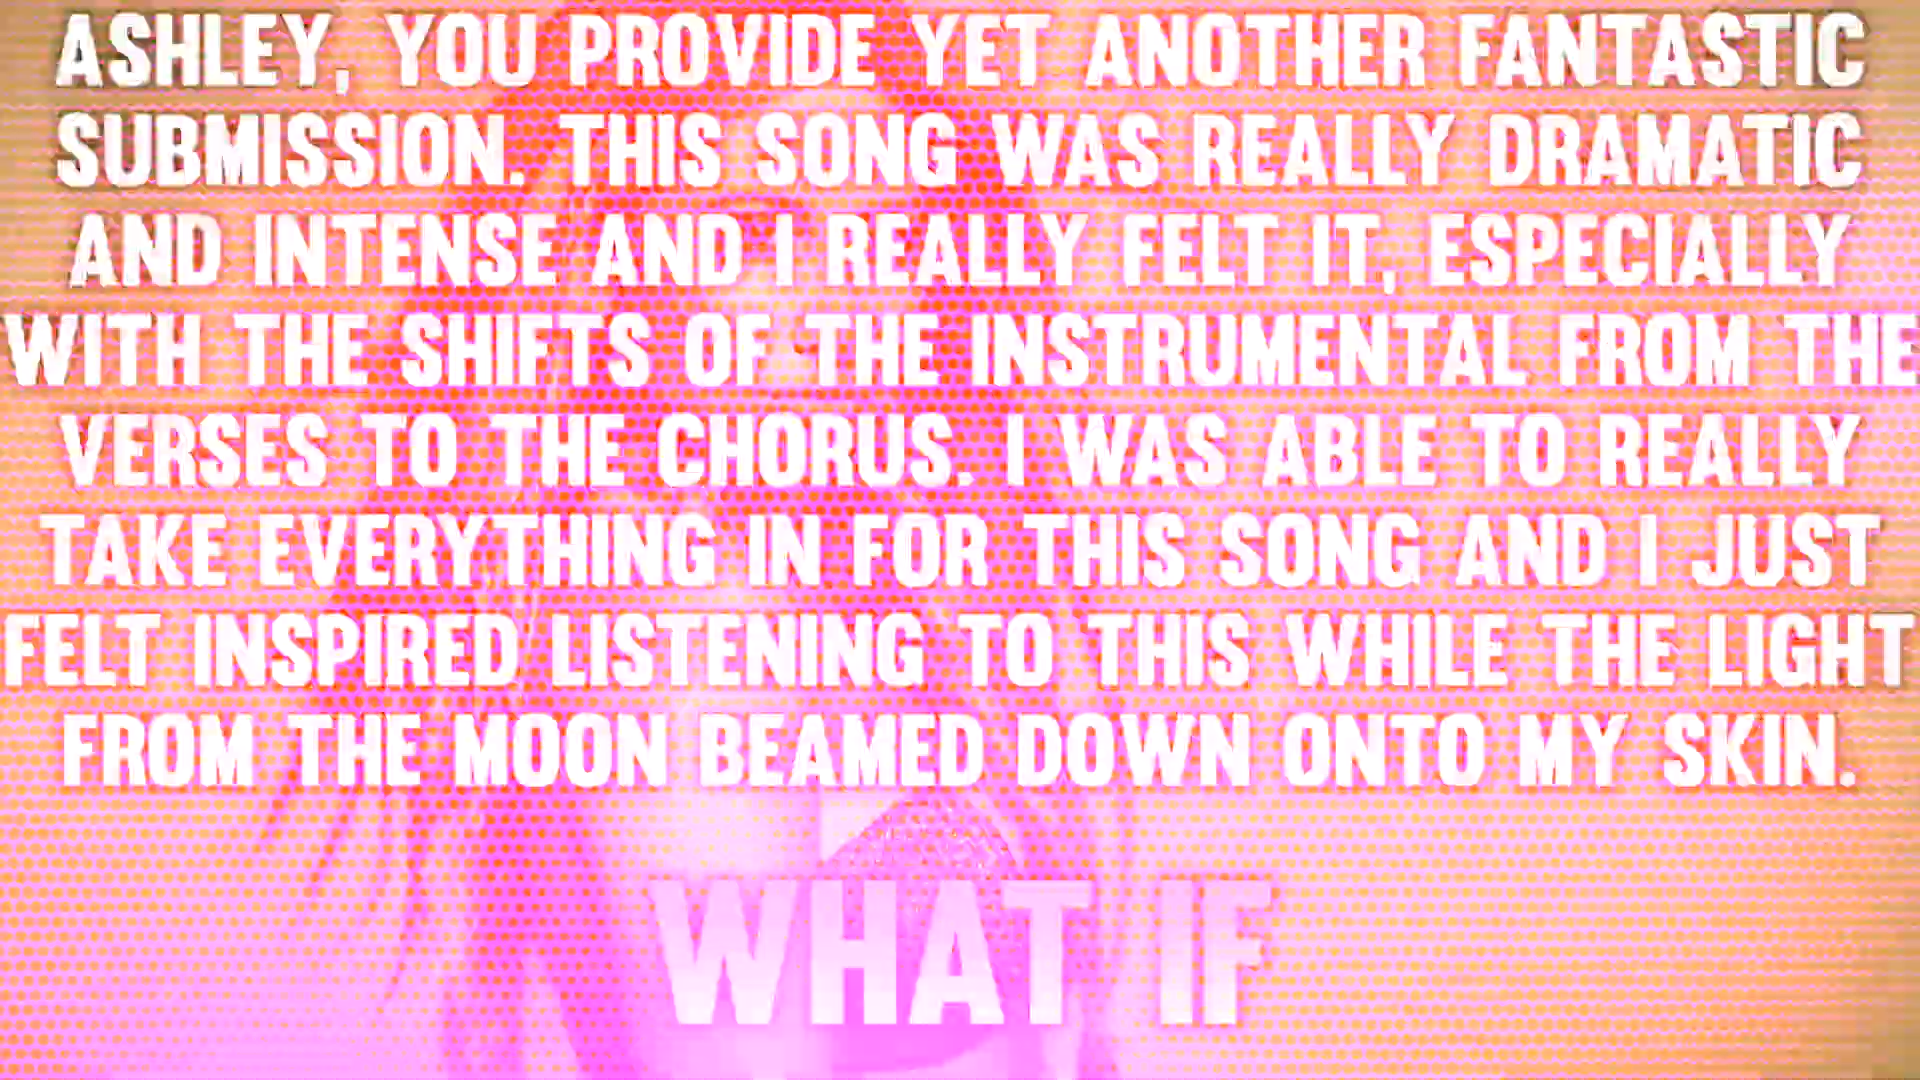 ASHLEY, YOU PROVIDE YET ANOTHER FANTASTIC
SUBMISSION. THIS SONG WAS REALLY DRAMATIC
AND INTENSE AND I REALLY FELT IT, ESPECIALLY
WITH THE SHIFTS OF THE INSTRUMENTAL FROM THE
VERSES TO THE CHORUS. I WAS ABLE TO REALLY
TAKE EVERYTHING IN FOR THIS SONG AND I JUST
FELT INSPIRED LISTENING TO THIS WHILE THE LIGHT
FROM THE MOON BEAMED DOWN ONTO MY SKIN.
WHAT IF